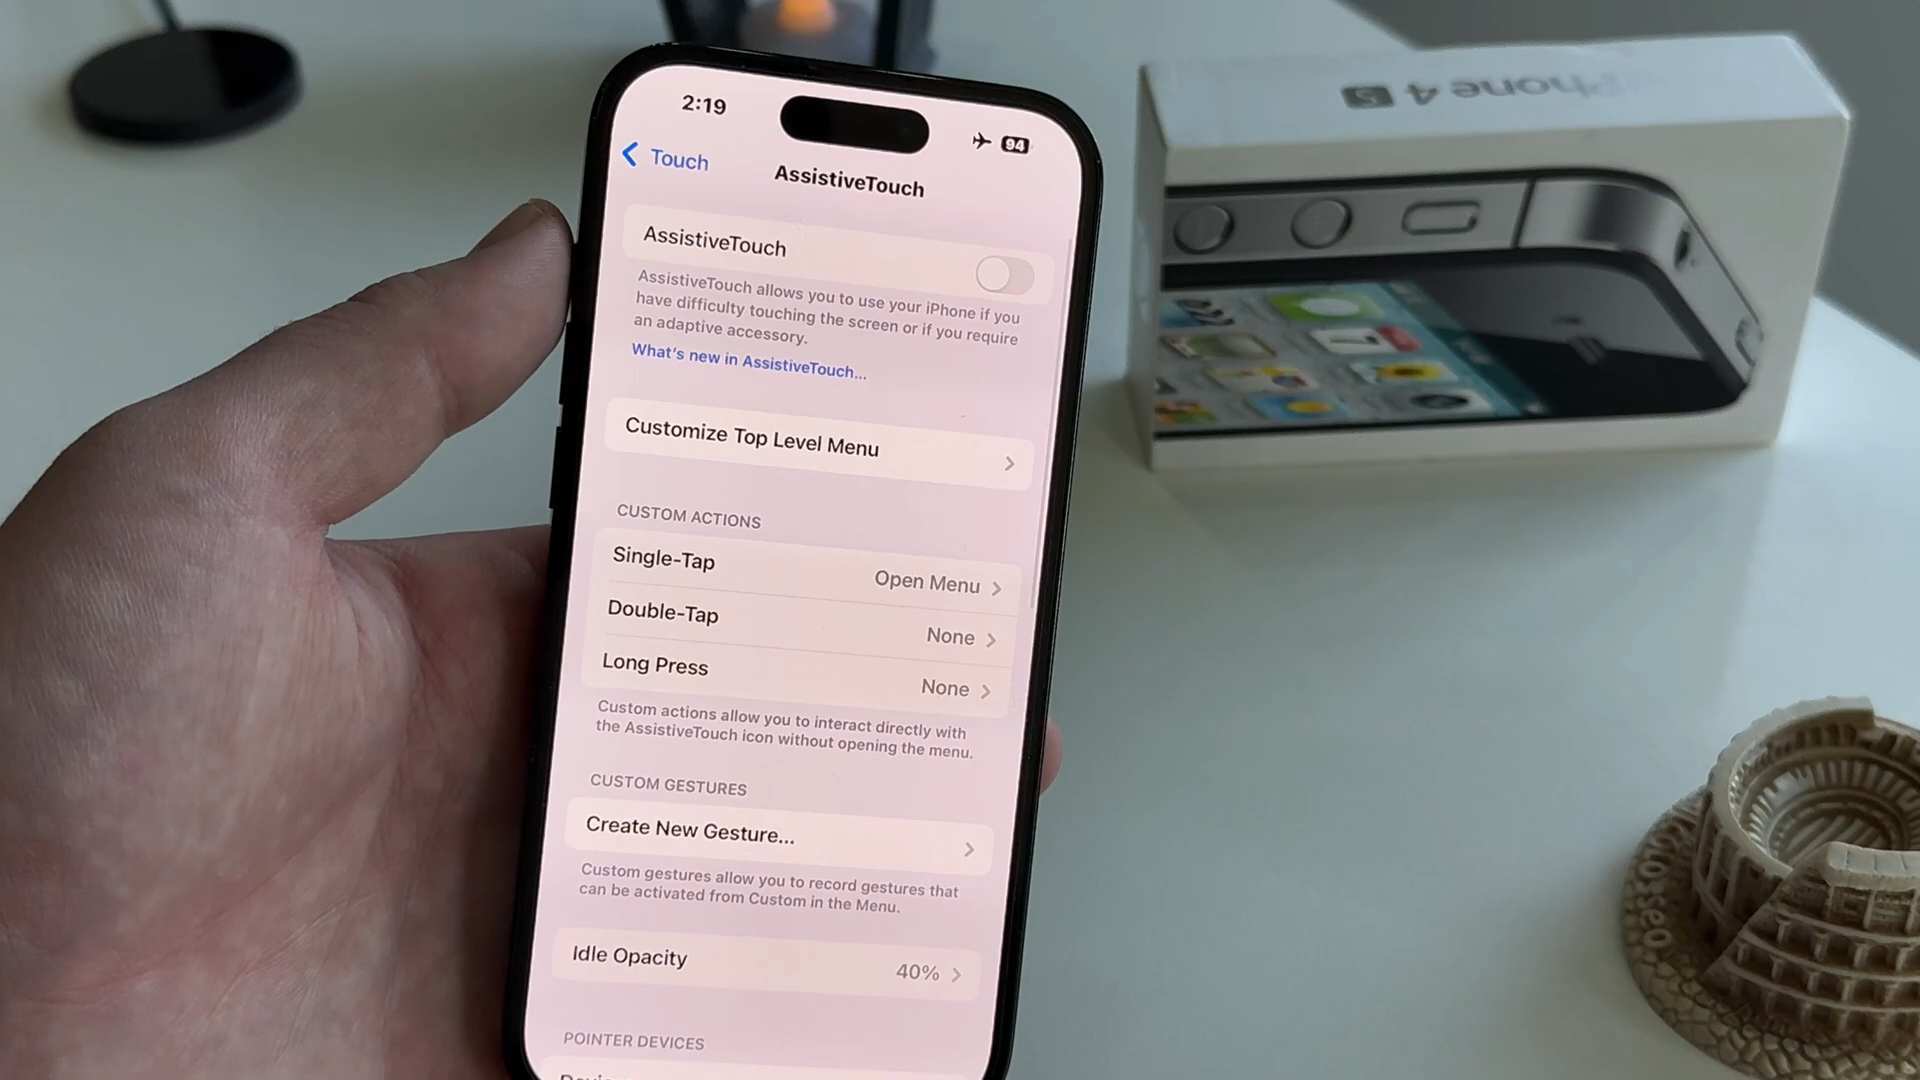 2:19
94
Touch
AssistiveTouch
AssistiveTouch
AssistiveTouch allows you to use your iPhone if you
have difficulty touching the screen or if you require
an adaptive accessory.
What's new in AssistiveTouch...
Customize Top Level Menu
CUSTOM ACTIONS
Single-Tap
Open Menu
Double-Tap
None
Long Press
None
Custom actions allow you to interact directly with
the AssistiveTouch icon without opening the menu.
CUSTOM GESTURES
Create New Gesture...
Custom gestures allow you to record gestures that
can be activated from Custom in the Menu.
Idle Opacity
40%
POINTER DEVICES
iPhone 4 S